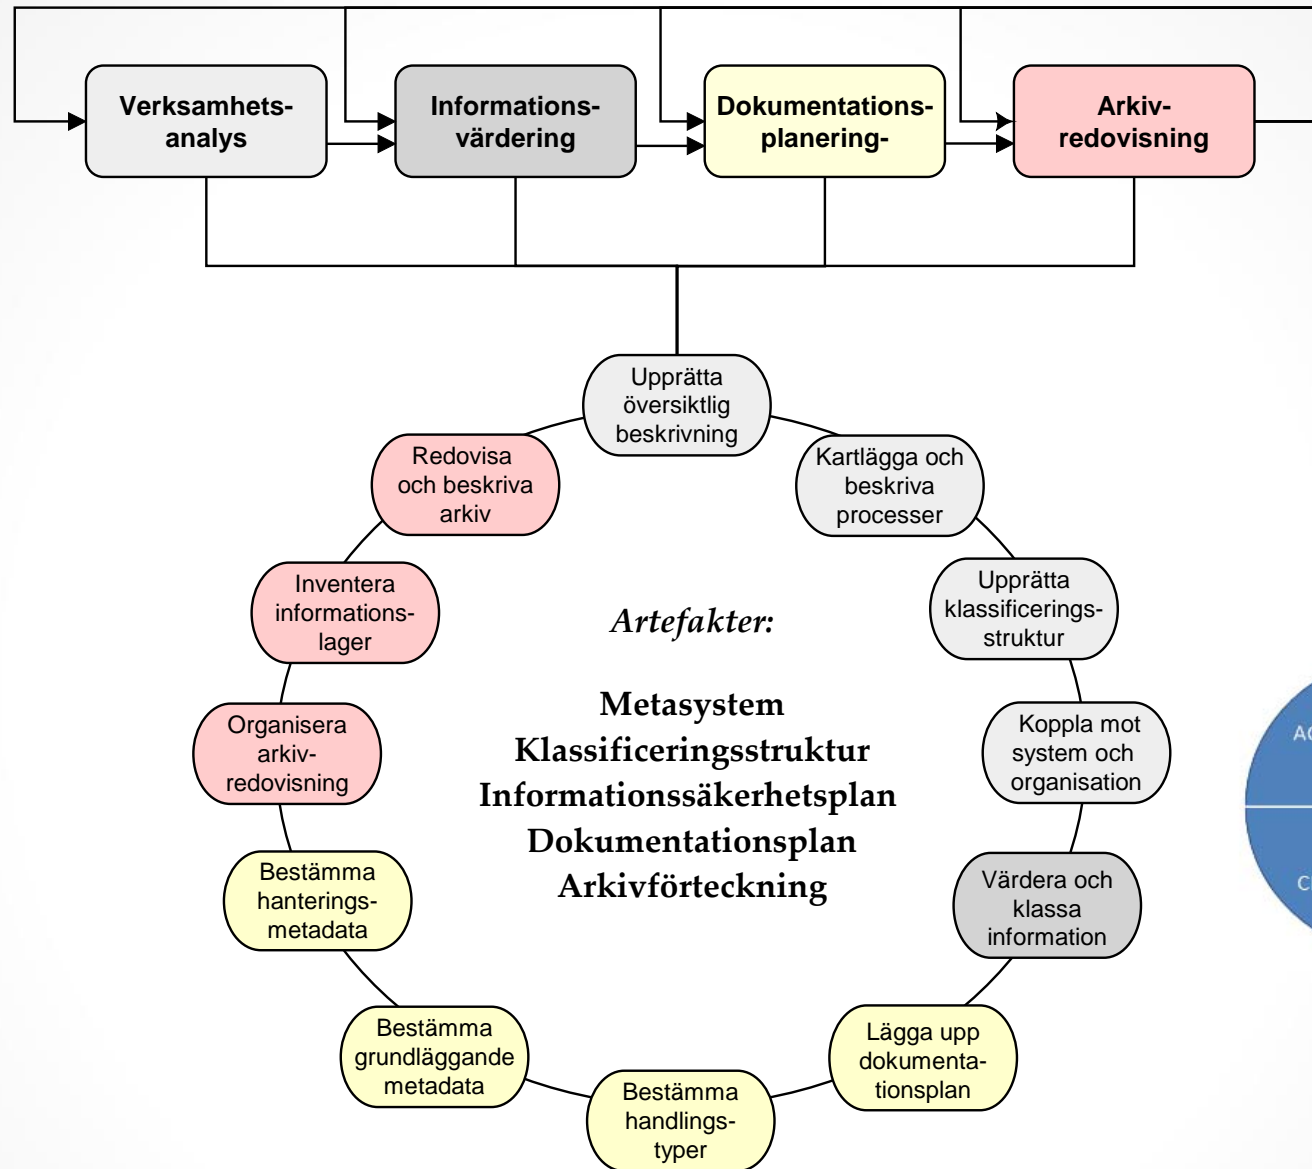 Verksamhets-
analys
Informations-
värdering
Dokumentations-
planering-
Arkiv-
redovisning
Upprätta
översiktlig
beskrivning
Kartlägga och
beskriva
processer
Upprätta
klassificerings-
struktur
Koppla mot
system och
organisation
Värdera och
klassa
information
Lägga upp
dokumenta-
tionsplan
Bestämma
handlings-
typer
Bestämma
grundläggande
metadata
Bestämma
hanterings-
metadata
Organisera
arkiv-
redovisning
Inventera
informations-
lager
Redovisa
och beskriva
arkiv
Artefakter:
Metasystem
Klassificeringsstruktur
Informationssäkerhetsplan
Dokumentationsplan
Arkivförteckning